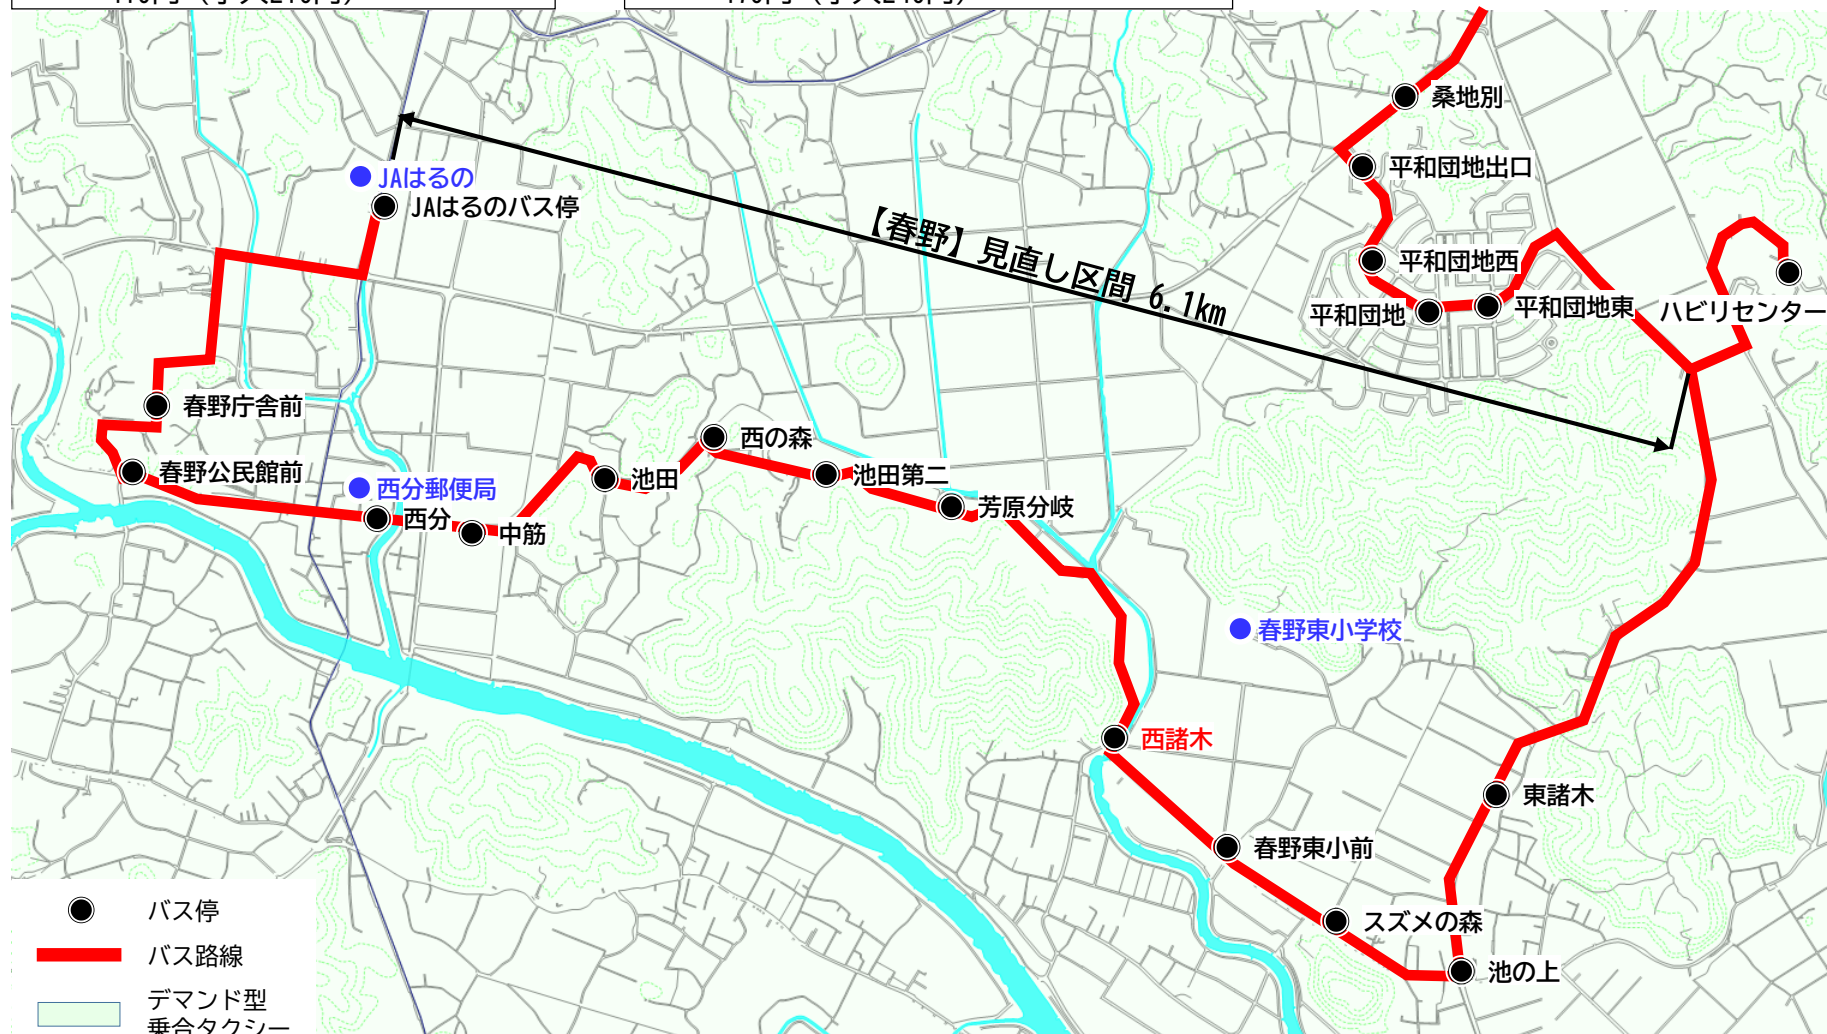 桑地別
平和団地出口
JAはるの
JAはるのバス停
【春野】見直し区間 6.1km
平和団地西
平和団地東
平和団地
ハビリセンター
春野庁舎前
西の森
春野公民館前
池田
池田第二
西分郵便局
芳原分岐
西分
中筋
春野東小学校
西諸木
東諸木
春野東小前
スズメの森
池の上
バス停
バス路線
デマンド型
乗合タクシー